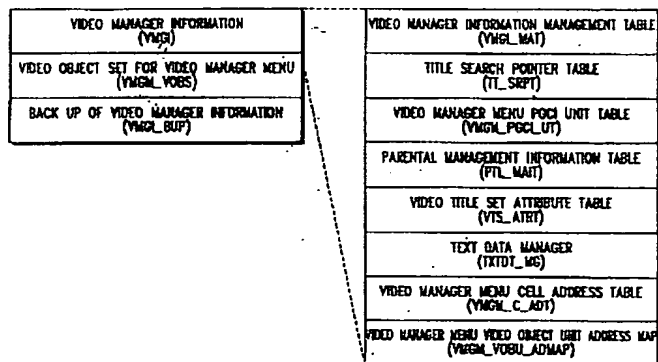 VIDEO MANAGER INFORMATION
(VMGI)
VIDEO OBJECT SET FOR VIDEO MANAGER MENU
(VMGM_VOBS)
BACK UP OF VIDEO MANAGER INFORMATION
(VMGI_BUP)
VIDEO MANAGER INFORMATION MANAGEMENT TABLE
(VMGI_MAT)
TITLE SEARCH POINTER TABLE
(TT_SRPT)
VIDEO MANAGER MENU PGCI UNIT TABLE
(VMGM_PGCI_UT)
PARENTAL MANAGEMENT INFORMATION TABLE
(PTL_MAIT)
VIDEO TITLE SET ATTRIBUTE TABLE
(VTS_ATRT)
TEXT DATA MANAGER
(TXTDT_MG)
VIDEO MANAGER MENU CELL ADDRESS TABLE
(VMGM_C_ADT)
VIDEO MANAGER MENU VIDEO OBJECT UNIT ADDRESS MAP
(VMGM_VOBU_ADMAP)